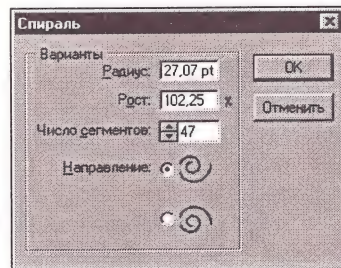 Спираль
Варианты
Радиус: 27,07 pt
OK
Рост: 102,25 %
Отменить
Число сегментов: 47
Направление: